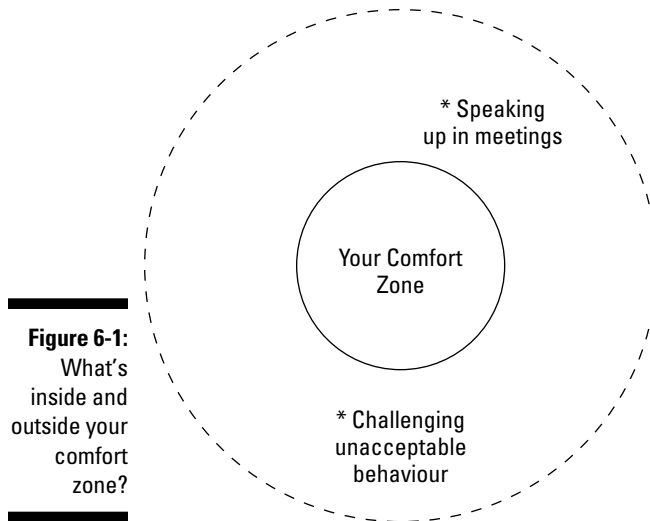 * Speaking
up in meetings
Your Comfort
Zone
* Challenging
unacceptable
behaviour
Figure 6-1:
What's
inside and
outside your
comfort
zone?